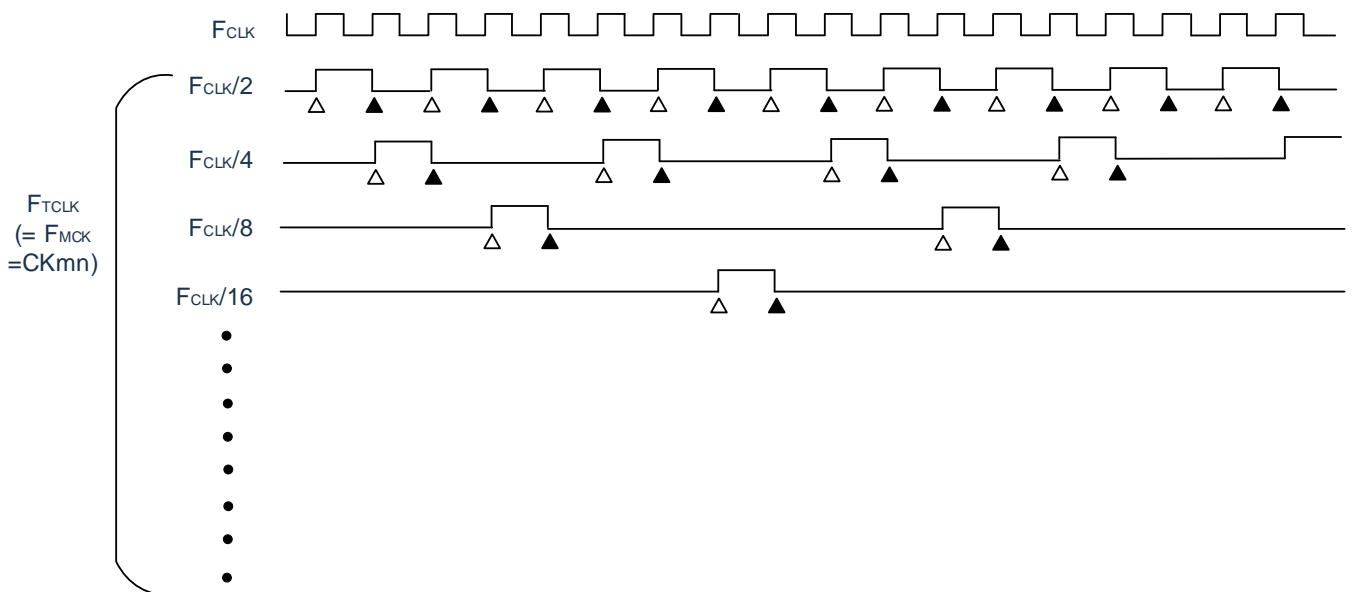 FCLK
FCLK/2
FCLK/4
FTCLK
(= FMCK
=CKmn)
FCLK/8
FCLK/16